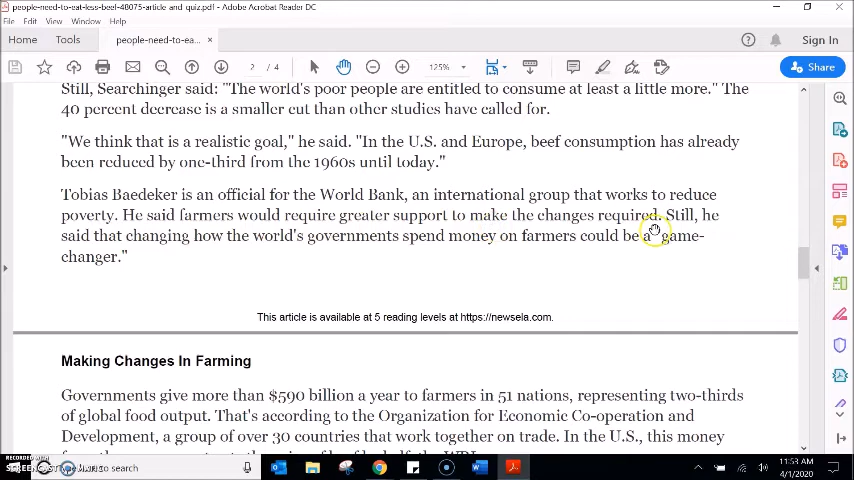 people-need-to-eat-less-beef-48075-article and quiz.pdf - Adobe Acrobat Reader DC
File Edit View Window Help
Home Tools people-need-to-ea... × Sign In
2 / 4 125% Share
Still, Searchinger said: "The world's poor people are entitled to consume at least a little more." The
40 percent decrease is a smaller cut than other studies have called for.
"We think that is a realistic goal," he said. "In the U.S. and Europe, beef consumption has already
been reduced by one-third from the 1960s until today."
Tobias Baedeker is an official for the World Bank, an international group that works to reduce
poverty. He said farmers would require greater support to make the changes required. Still, he
said that changing how the world's governments spend money on farmers could be a "game-
changer."
This article is available at 5 reading levels at https://newsela.com.
Making Changes In Farming
Governments give more than $590 billion a year to farmers in 51 nations, representing two-thirds
of global food output. That's according to the Organization for Economic Co-operation and
Development, a group of over 30 countries that work together on trade. In the U.S., this money
RECORDED WITH
here to search
11:53 AM
4/1/2020